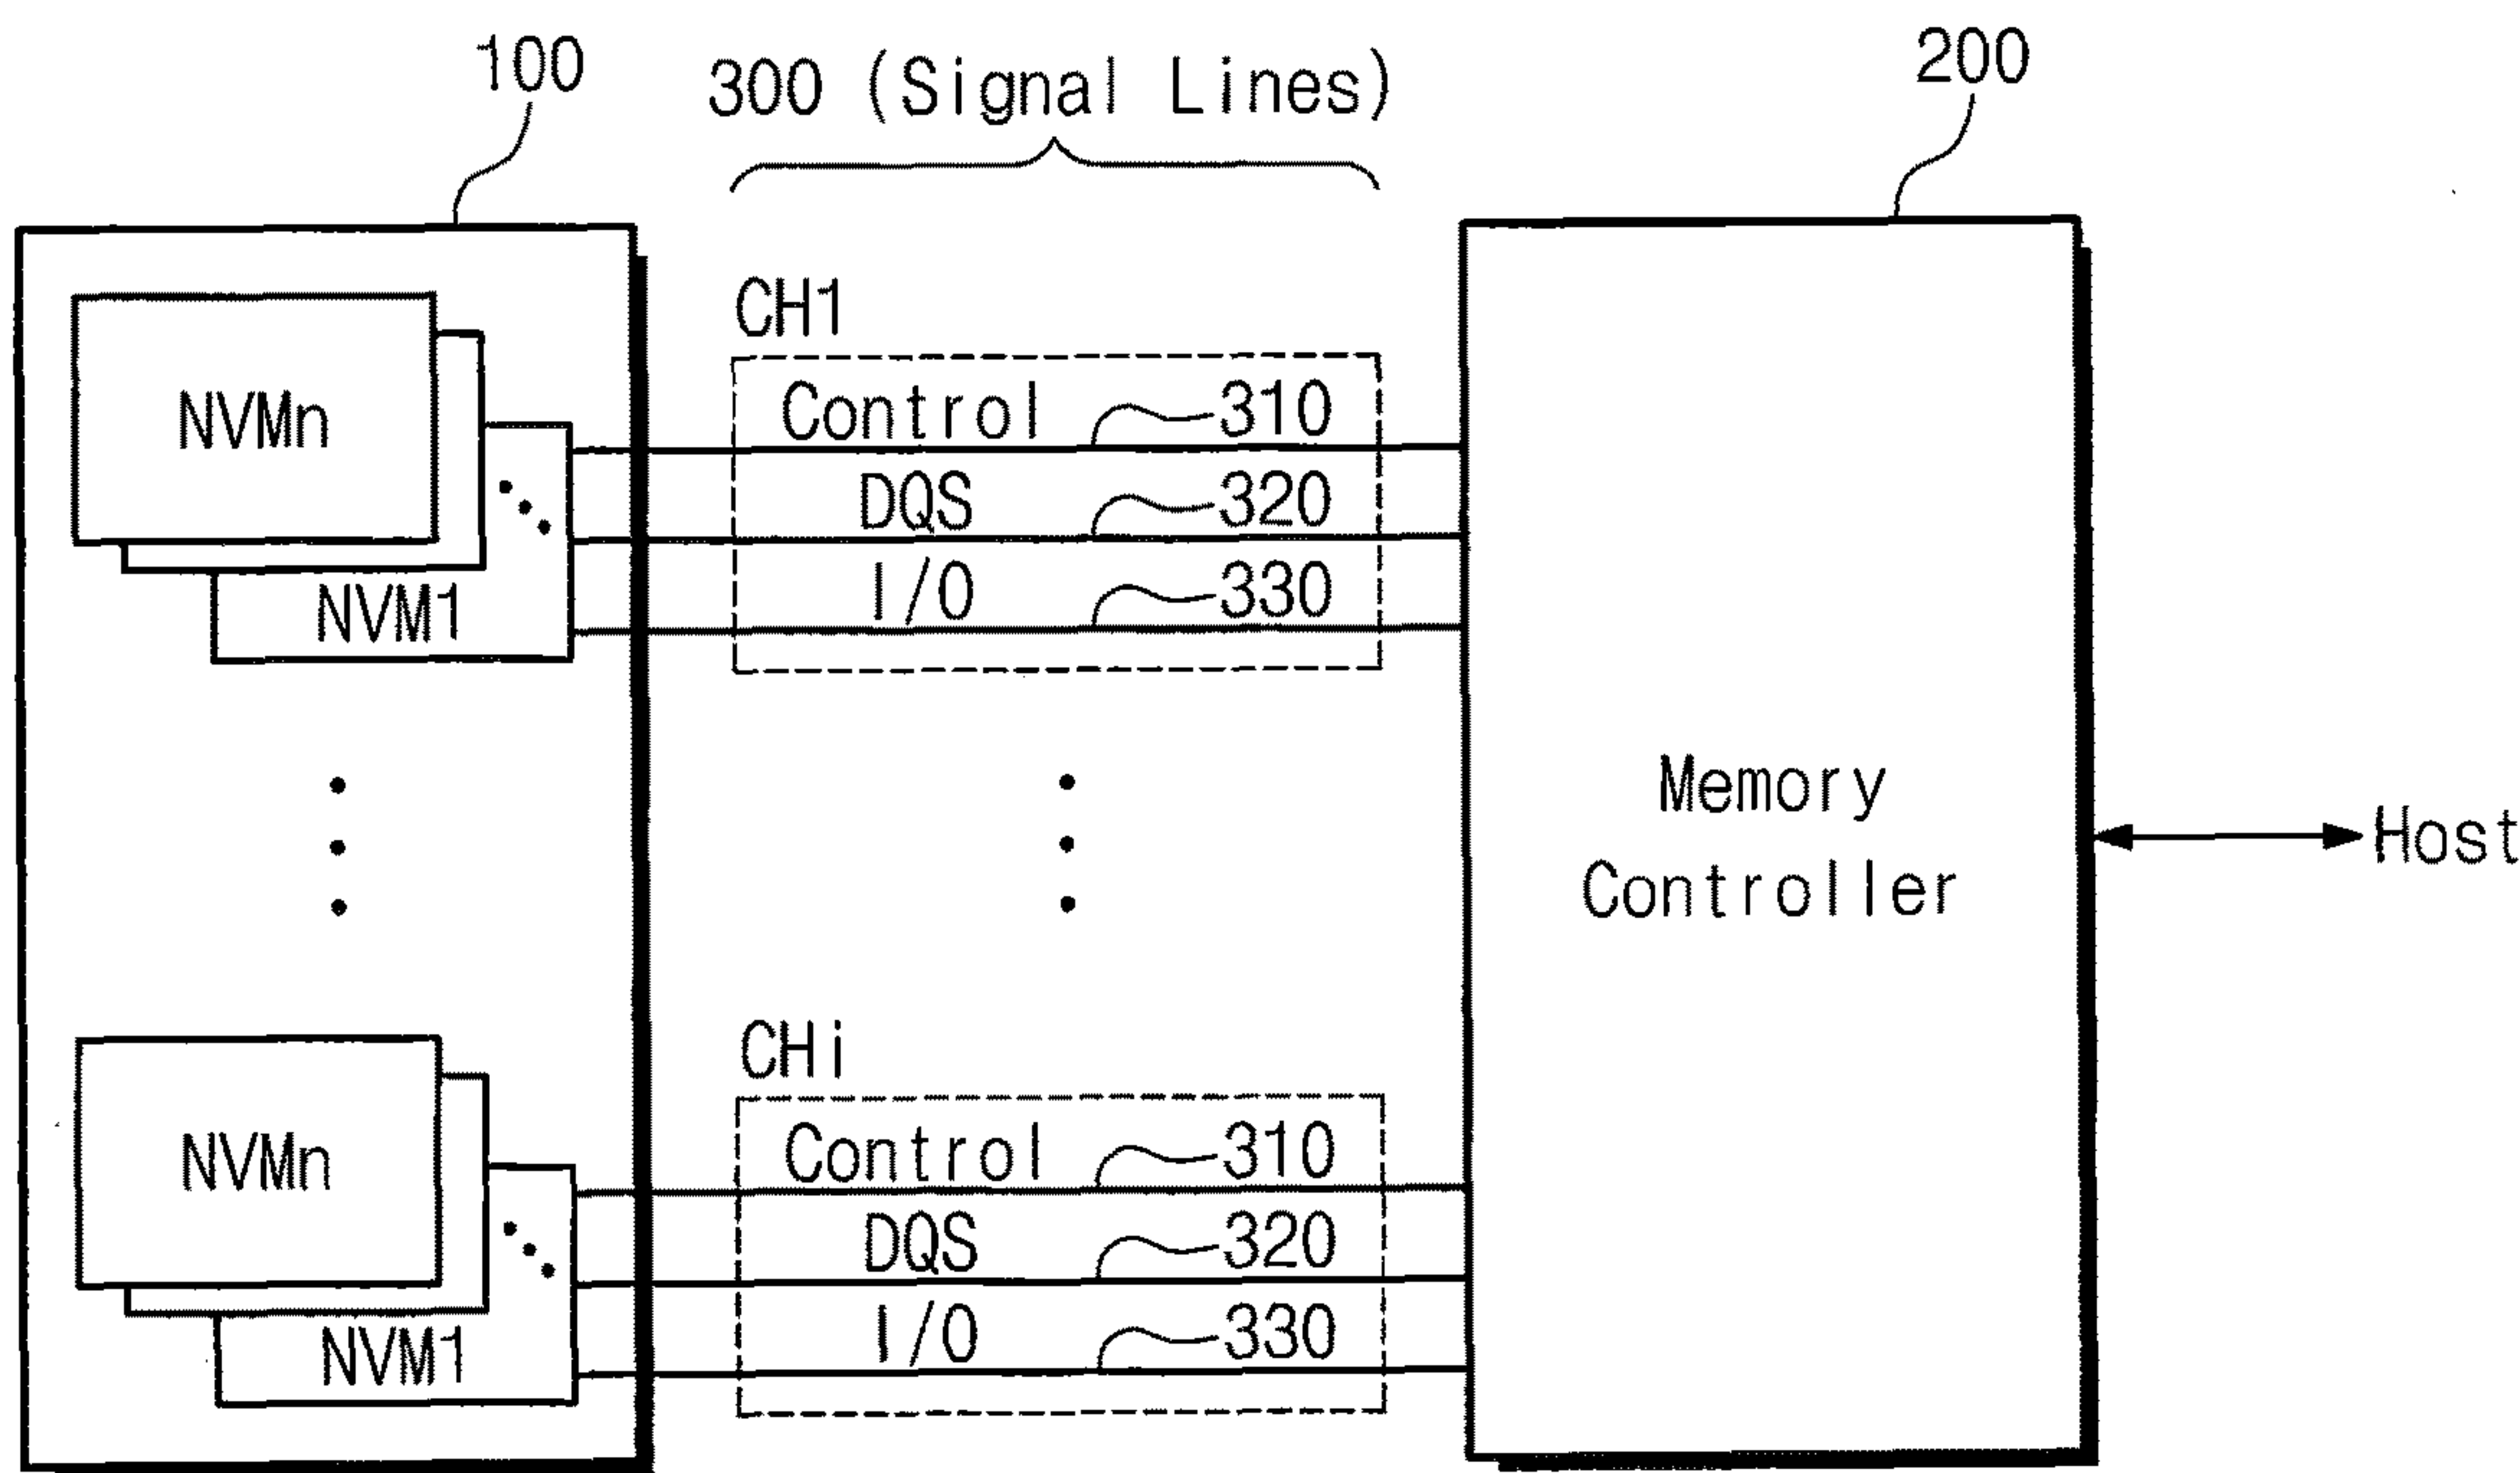 100
300 (Signal Lines)
200
CH1
NVMn
Control 310
DQS 320
I/O 330
NVM1
Memory
Controller
Host
CHi
NVMn
Control 310
DQS 320
I/O 330
NVM1